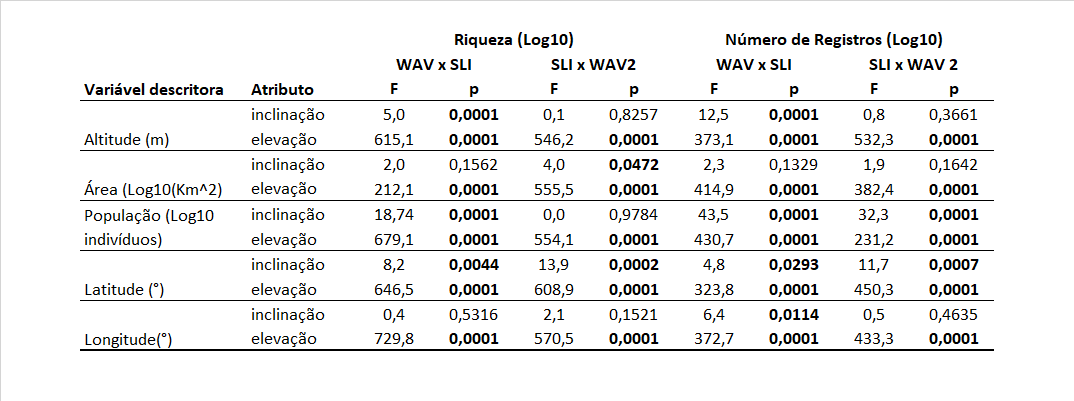 Riqueza (Log10) Número de Registros (Log10)
WAV x SLI SLI x WAV2 WAV x SLI SLI x WAV 2
Variável descritora Atributo F p F p F p F p
inclinação 5,0 0,0001 0,1 0,8257 12,5 0,0001 0,8 0,3661
Altitude (m) elevação 615,1 0,0001 546,2 0,0001 373,1 0,0001 532,3 0,0001
inclinação 2,0 0,1562 4,0 0,0472 2,3 0,1329 1,9 0,1642
Área (Log10(Km^2) elevação 212,1 0,0001 555,5 0,0001 414,9 0,0001 382,4 0,0001
População (Log10 inclinação 18,74 0,0001 0,0 0,9784 43,5 0,0001 32,3 0,0001
indivíduos) elevação 679,1 0,0001 554,1 0,0001 430,7 0,0001 231,2 0,0001
inclinação 8,2 0,0044 13,9 0,0002 4,8 0,0293 11,7 0,0007
Latitude (°) elevação 646,5 0,0001 608,9 0,0001 323,8 0,0001 450,3 0,0001
inclinação 0,4 0,5316 2,1 0,1521 6,4 0,0114 0,5 0,4635
Longitude(°) elevação 729,8 0,0001 570,5 0,0001 372,7 0,0001 433,3 0,0001